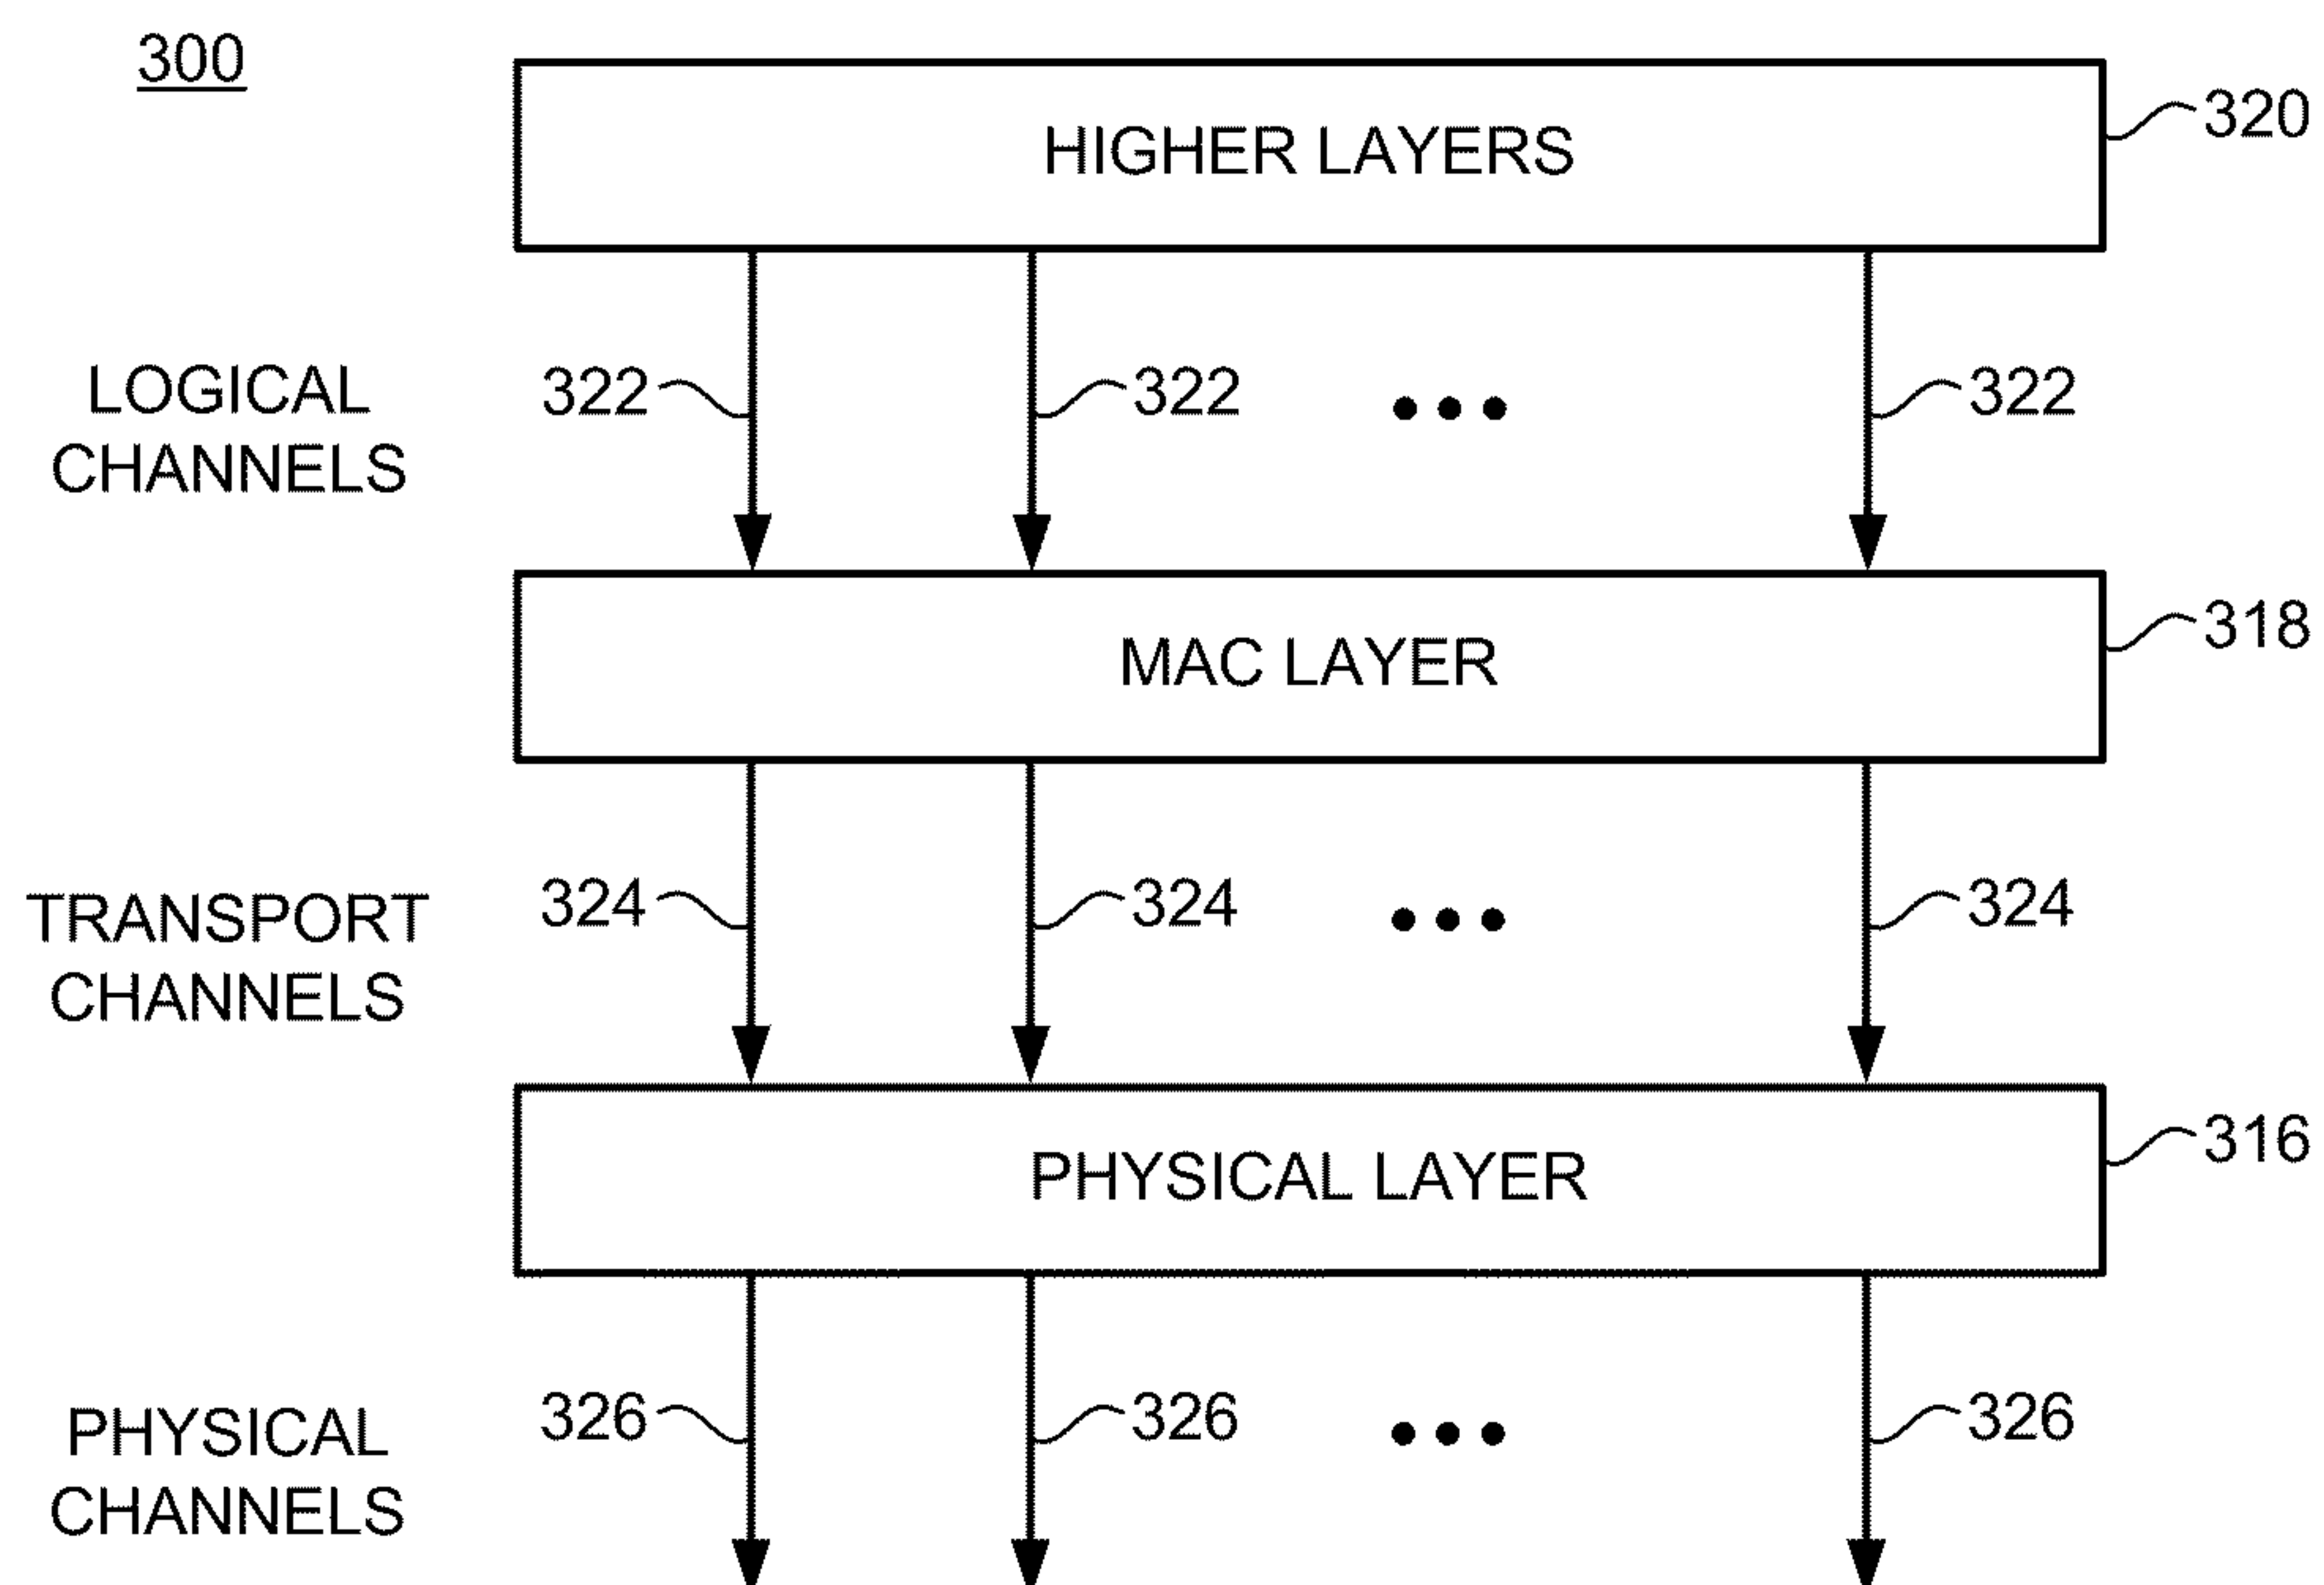 300
HIGHER LAYERS
320
LOGICAL
CHANNELS
322
322
322
MAC LAYER
318
TRANSPORT
CHANNELS
324
324
324
PHYSICAL LAYER
316
PHYSICAL
CHANNELS
326
326
326